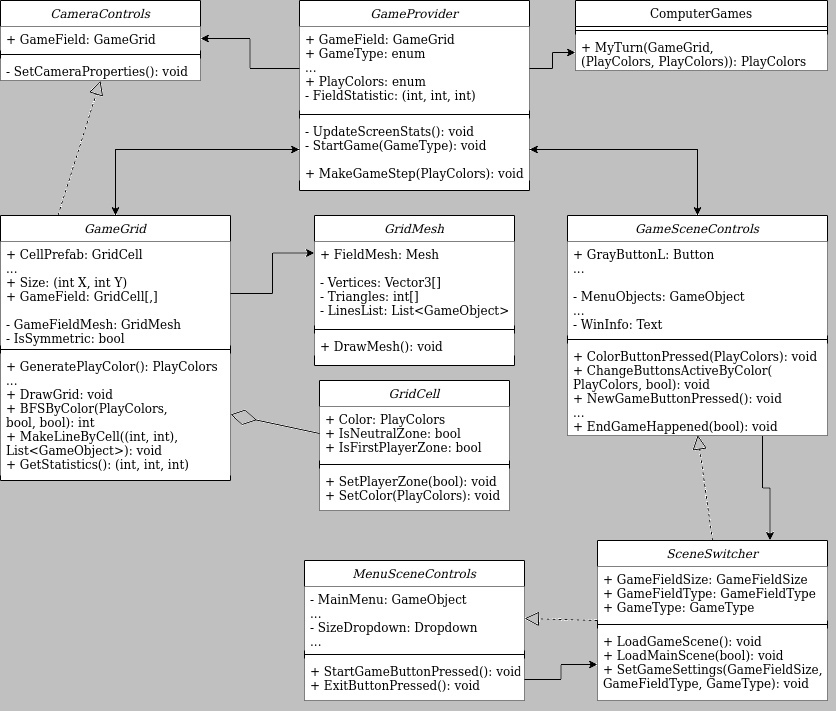 CameraControls
+ GameField: GameGrid
- SetCameraProperties(): void
GameProvider
+ GameField: GameGrid
+ GameType: enum
...
+ PlayColors: enum
- FieldStatistic: (int, int, int)
- UpdateScreenStats(): void
- StartGame(GameType): void
+ MakeGameStep(PlayColors): void
ComputerGames
+ MyTurn(GameGrid,
(PlayColors, PlayColors)): PlayColors
GameGrid
+ CellPrefab: GridCell
...
+ Size: (int X, int Y)
+ GameField: GridCell[,]
- GameFieldMesh: GridMesh
- IsSymmetric: bool
+ GeneratePlayColor(): PlayColors
...
+ DrawGrid: void
+ BFSByColor(PlayColors,
bool, bool): int
+ MakeLineByCell((int, int),
List<GameObject>): void
+ GetStatistics(): (int, int, int)
GridMesh
+ FieldMesh: Mesh
- Vertices: Vector3[]
- Triangles: int[]
- LinesList: List<GameObject>
+ DrawMesh(): void
GameSceneControls
+ GrayButtonL: Button
...
- MenuObjects: GameObject
...
- WinInfo: Text
+ ColorButtonPressed(PlayColors): void
+ ChangeButtonsActiveByColor(
PlayColors, bool): void
+ NewGameButtonPressed(): void
...
+ EndGameHappened(bool): void
GridCell
+ Color: PlayColors
+ IsNeutralZone: bool
+ IsFirstPlayerZone: bool
+ SetPlayerZone(bool): void
+ SetColor(PlayColors): void
MenuSceneControls
- MainMenu: GameObject
...
- SizeDropdown: Dropdown
...
+ StartGameButtonPressed(): void
+ ExitButtonPressed(): void
SceneSwitcher
+ GameFieldSize: GameFieldSize
+ GameFieldType: GameFieldType
+ GameType: GameType
+ LoadGameScene(): void
+ LoadMainScene(bool): void
+ SetGameSettings(GameFieldSize,
GameFieldType, GameType): void